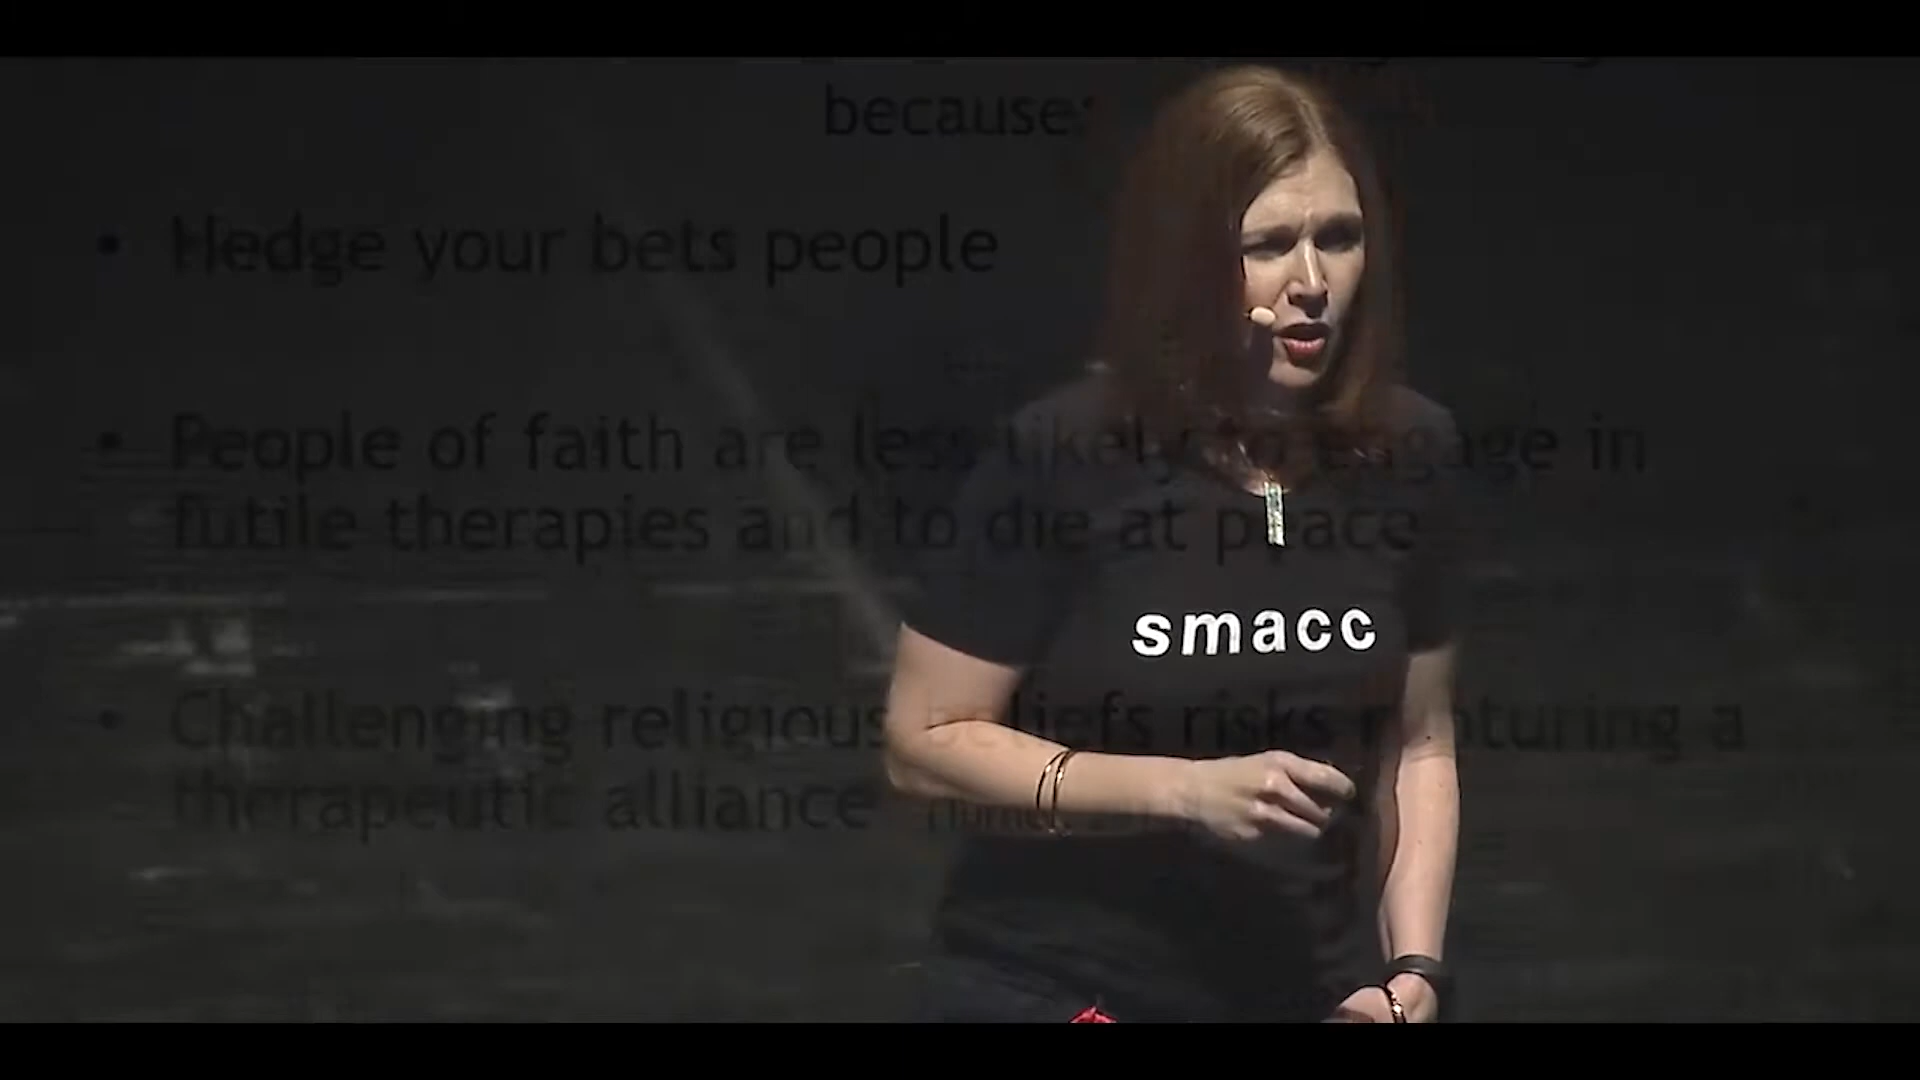 because:
• Hedge your bets people
• People of faith are less likely to engage in
futile therapies and to die at peace
smacc
• Challenging religious beliefs risks rupturing a
therapeutic alliance